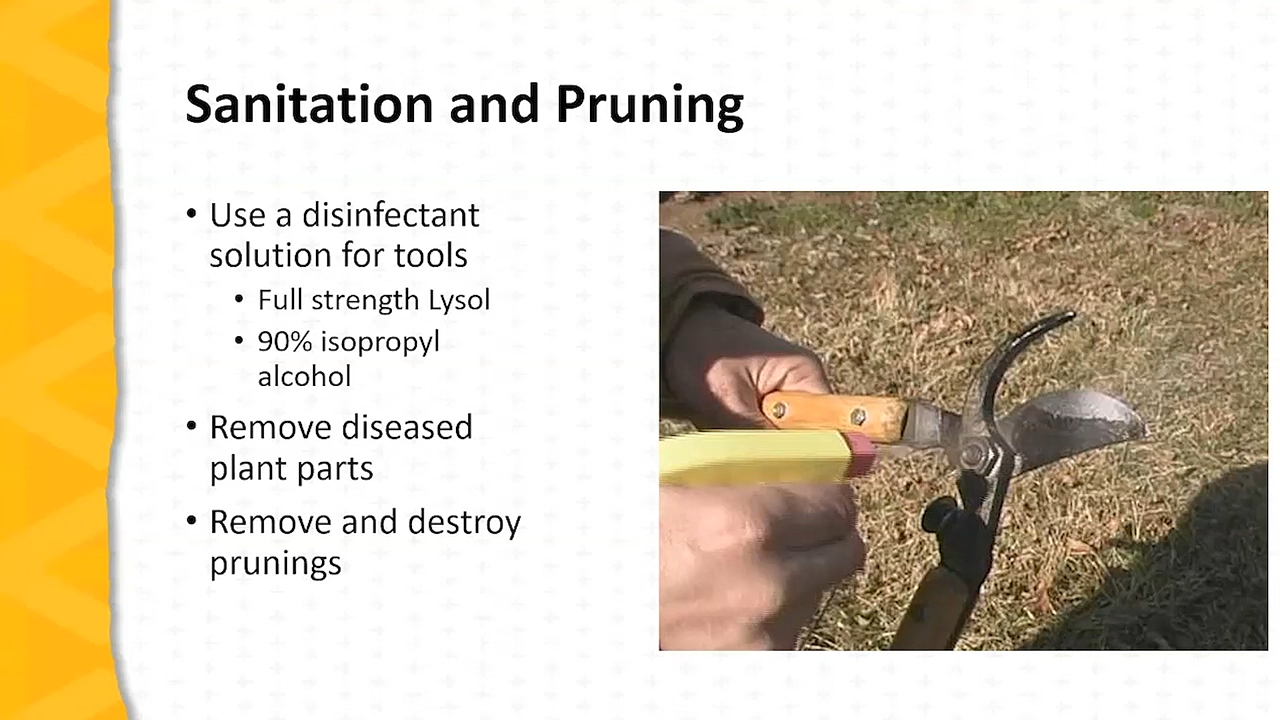 Sanitation and Pruning
• Use a disinfectant
solution for tools
• Full strength Lysol
• 90% isopropyl
alcohol
• Remove diseased
plant parts
• Remove and destroy
prunings